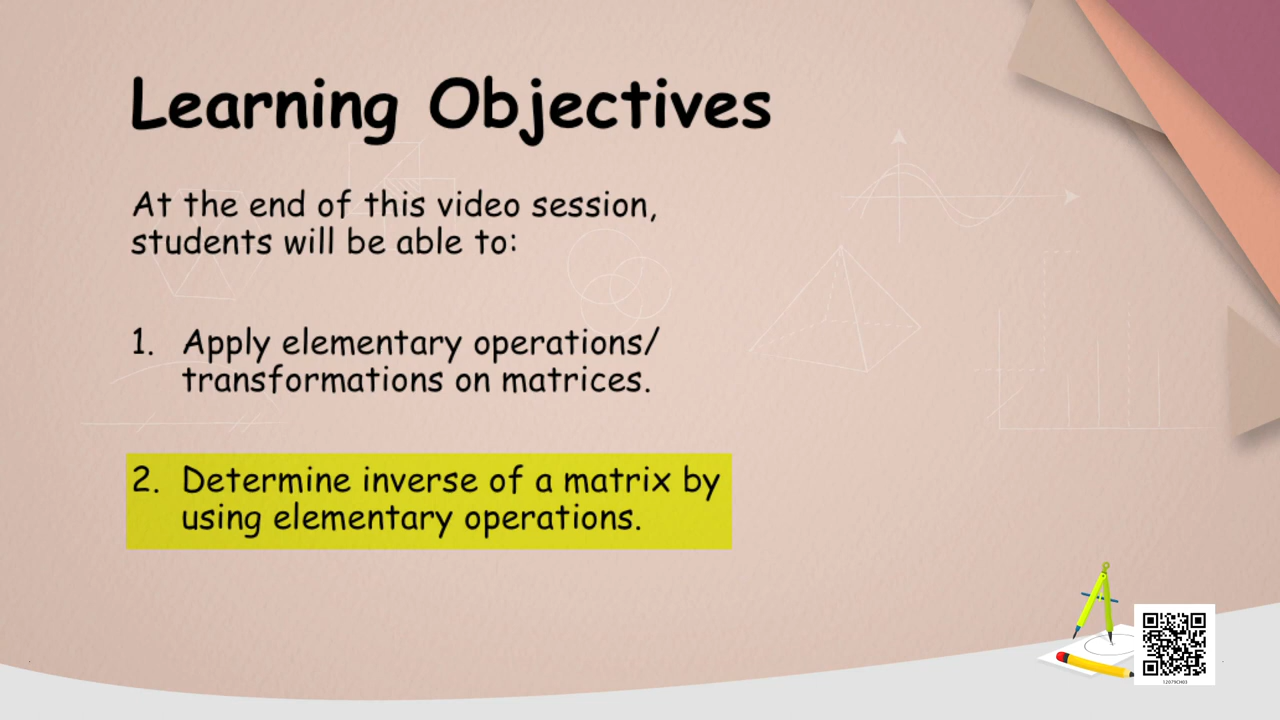 Learning Objectives
At the end of this video session,
students will be able to:
1. Apply elementary operations/
transformations on matrices.
2. Determine inverse of a matrix by
using elementary operations.
12079CH03